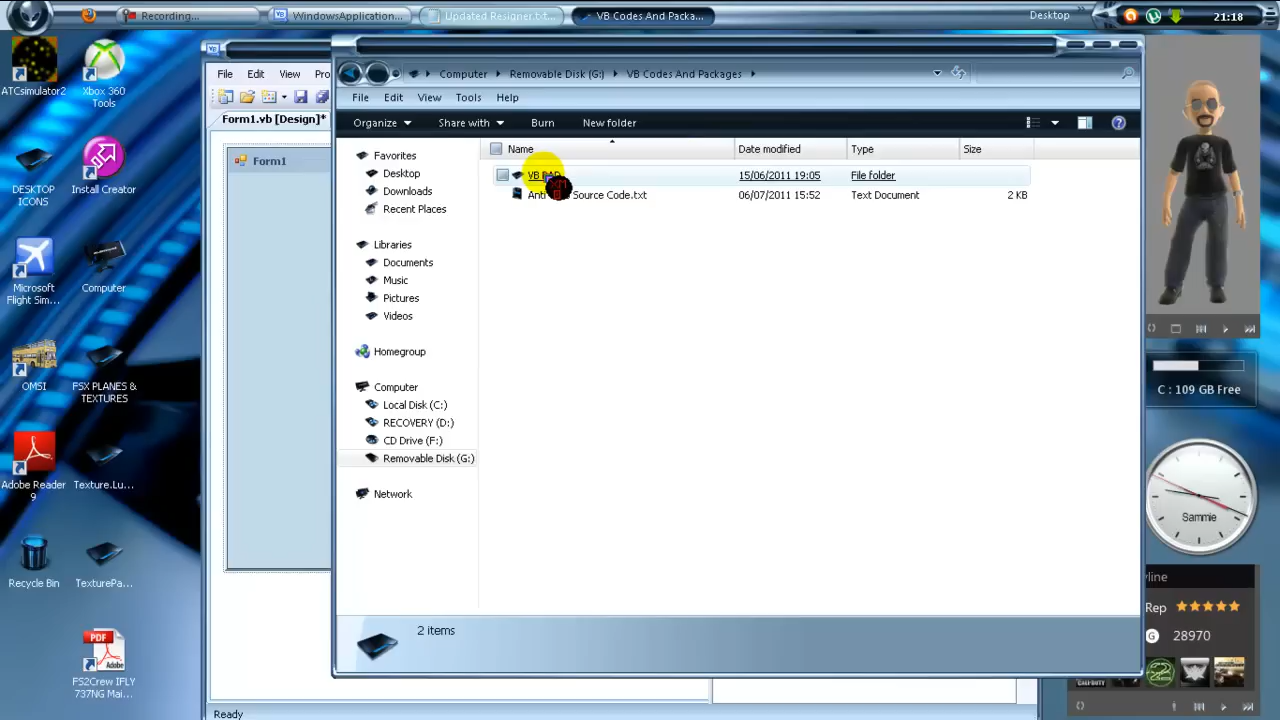 Recording...
WindowsApplication...
Updated Resigner.txt...
VB Codes And Packa...
Desktop
21:18
ATCsimulator2
Xbox 360 Tools
DESKTOP ICONS
Install Creator
Microsoft Flight Sim...
Computer
OMSI
FSX PLANES & TEXTURES
Adobe Reader 9
Texture.Lu...
Recycle Bin
TexturePa...
FS2Crew IFLY 737NG Mai...
File Edit View
Form1.vb [Design]*
Form1
Ready
Computer Removable Disk (G:) VB Codes And Packages
File Edit View Tools Help
Organize Share with Burn New folder
Name Date modified Type Size
15/06/2011 19:05 File folder
Source Code.txt 06/07/2011 15:52 Text Document 2 KB
Favorites
Desktop
Downloads
Recent Places
Libraries
Documents
Music
Pictures
Videos
Homegroup
Computer
Local Disk (C:)
RECOVERY (D:)
CD Drive (F:)
Removable Disk (G:)
Network
2 items
C : 109 GB Free
Sammie
Rep
G 28970